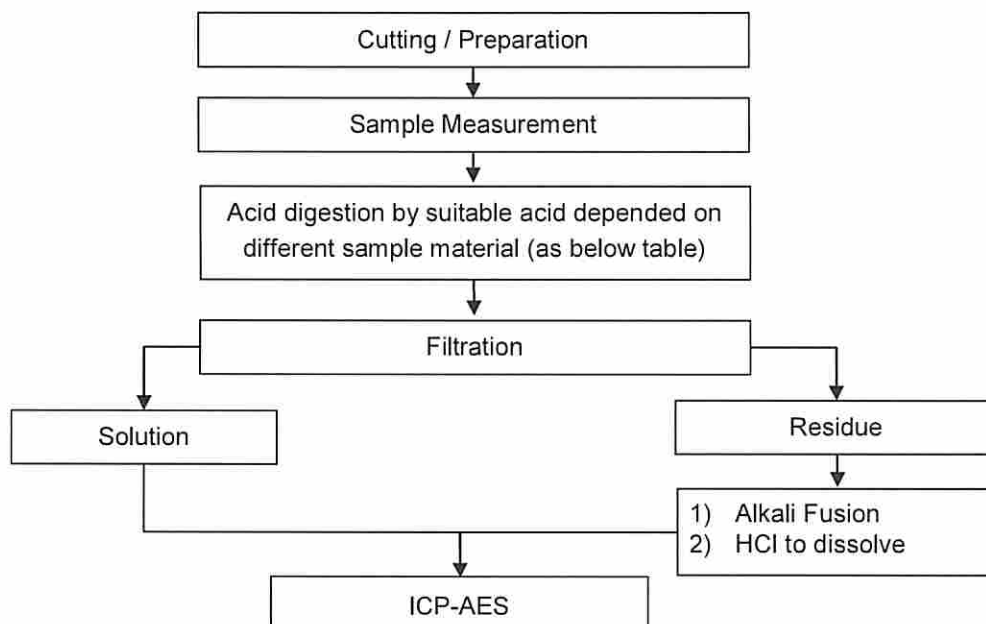 Cutting / Preparation
Sample Measurement
Acid digestion by suitable acid depended on
different sample material (as below table)
Filtration
Solution
Residue
1) Alkali Fusion
2) HCl to dissolve
ICP-AES